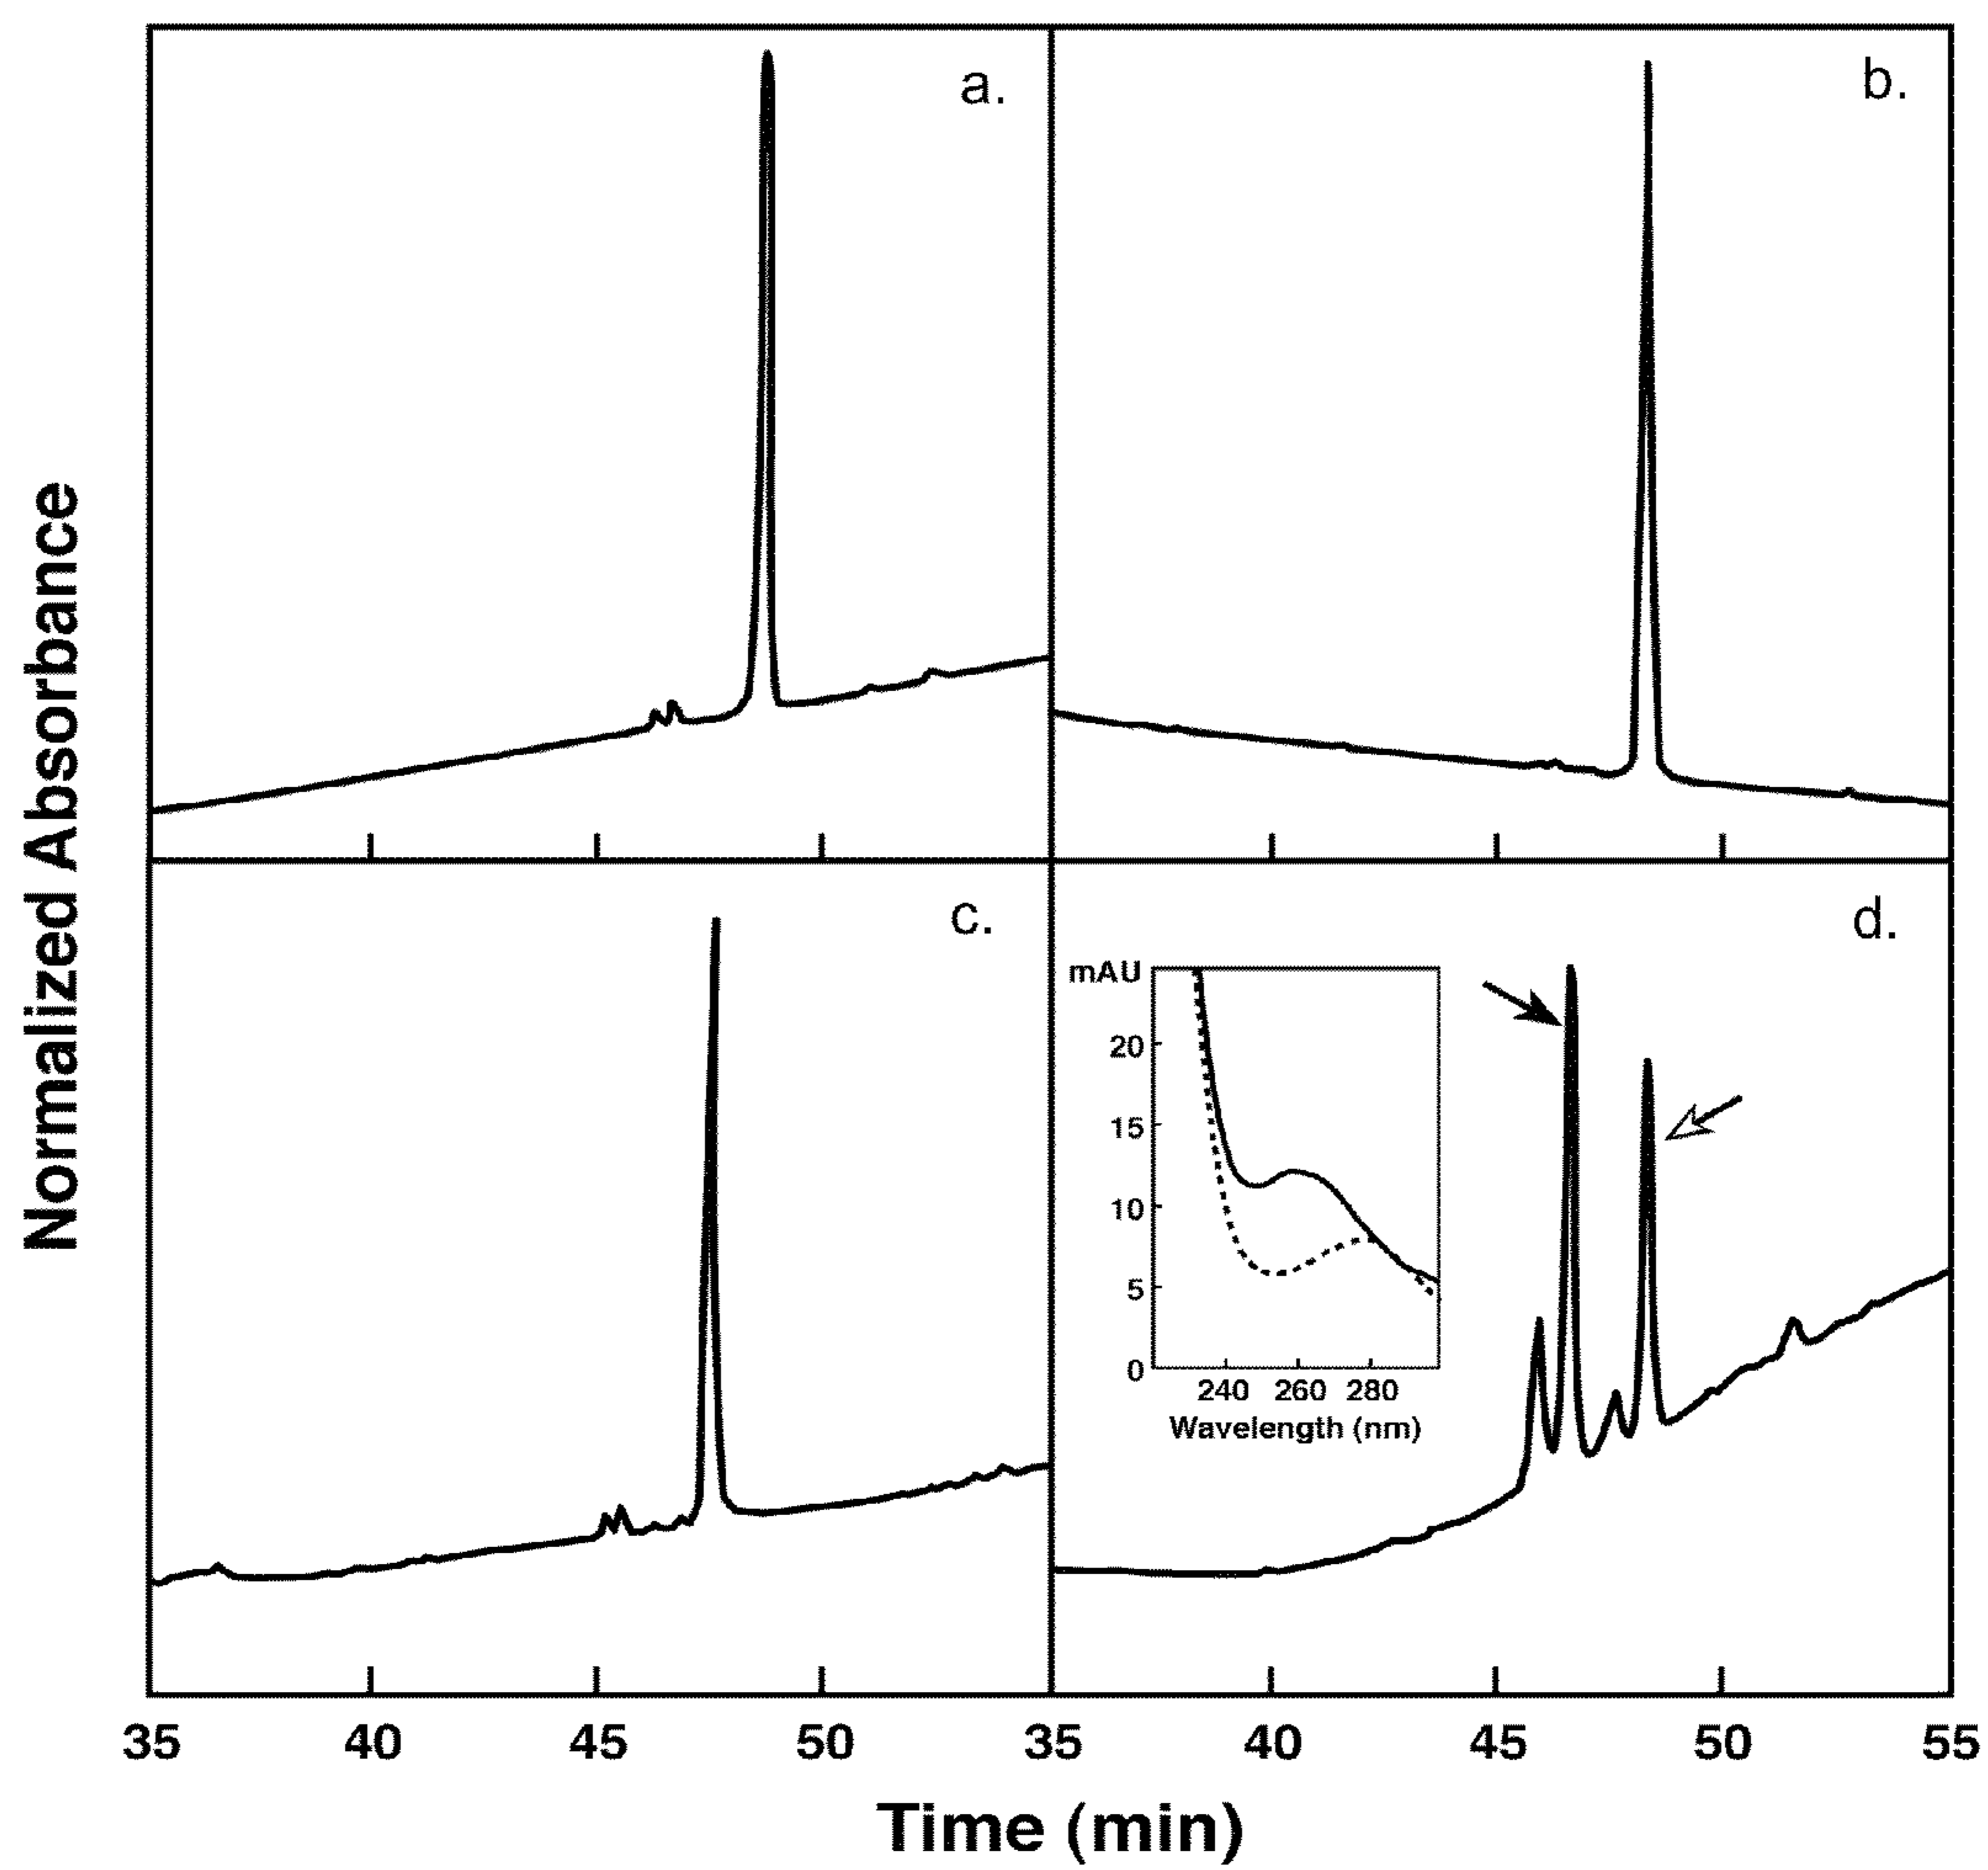 Normalized Absorbance
a.
b.
c.
d.
mAU
20
15
10
5
0
240 260 280
Wavelength (nm)
35 40 45 50 35 40 45 50 55
Time (min)